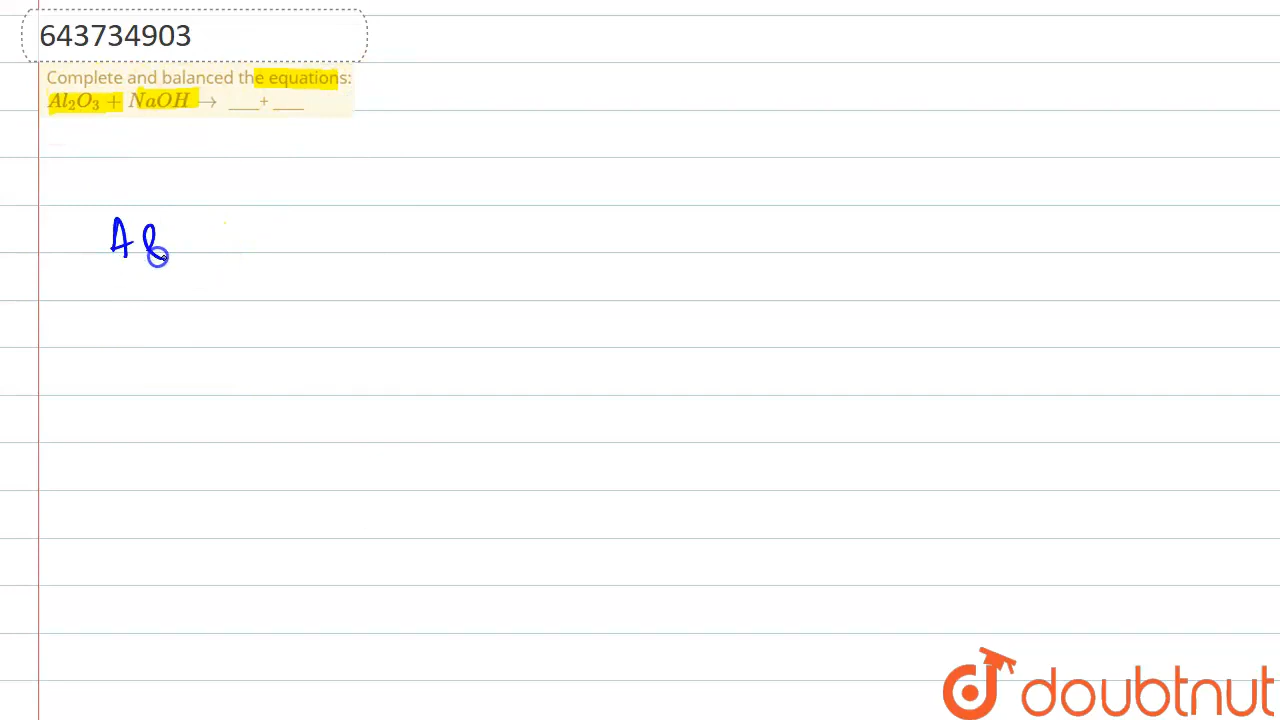 643734903
Complete and balanced the equations:
Al₂O₃ + NaOH → ___ + ___
Al
doubtnut